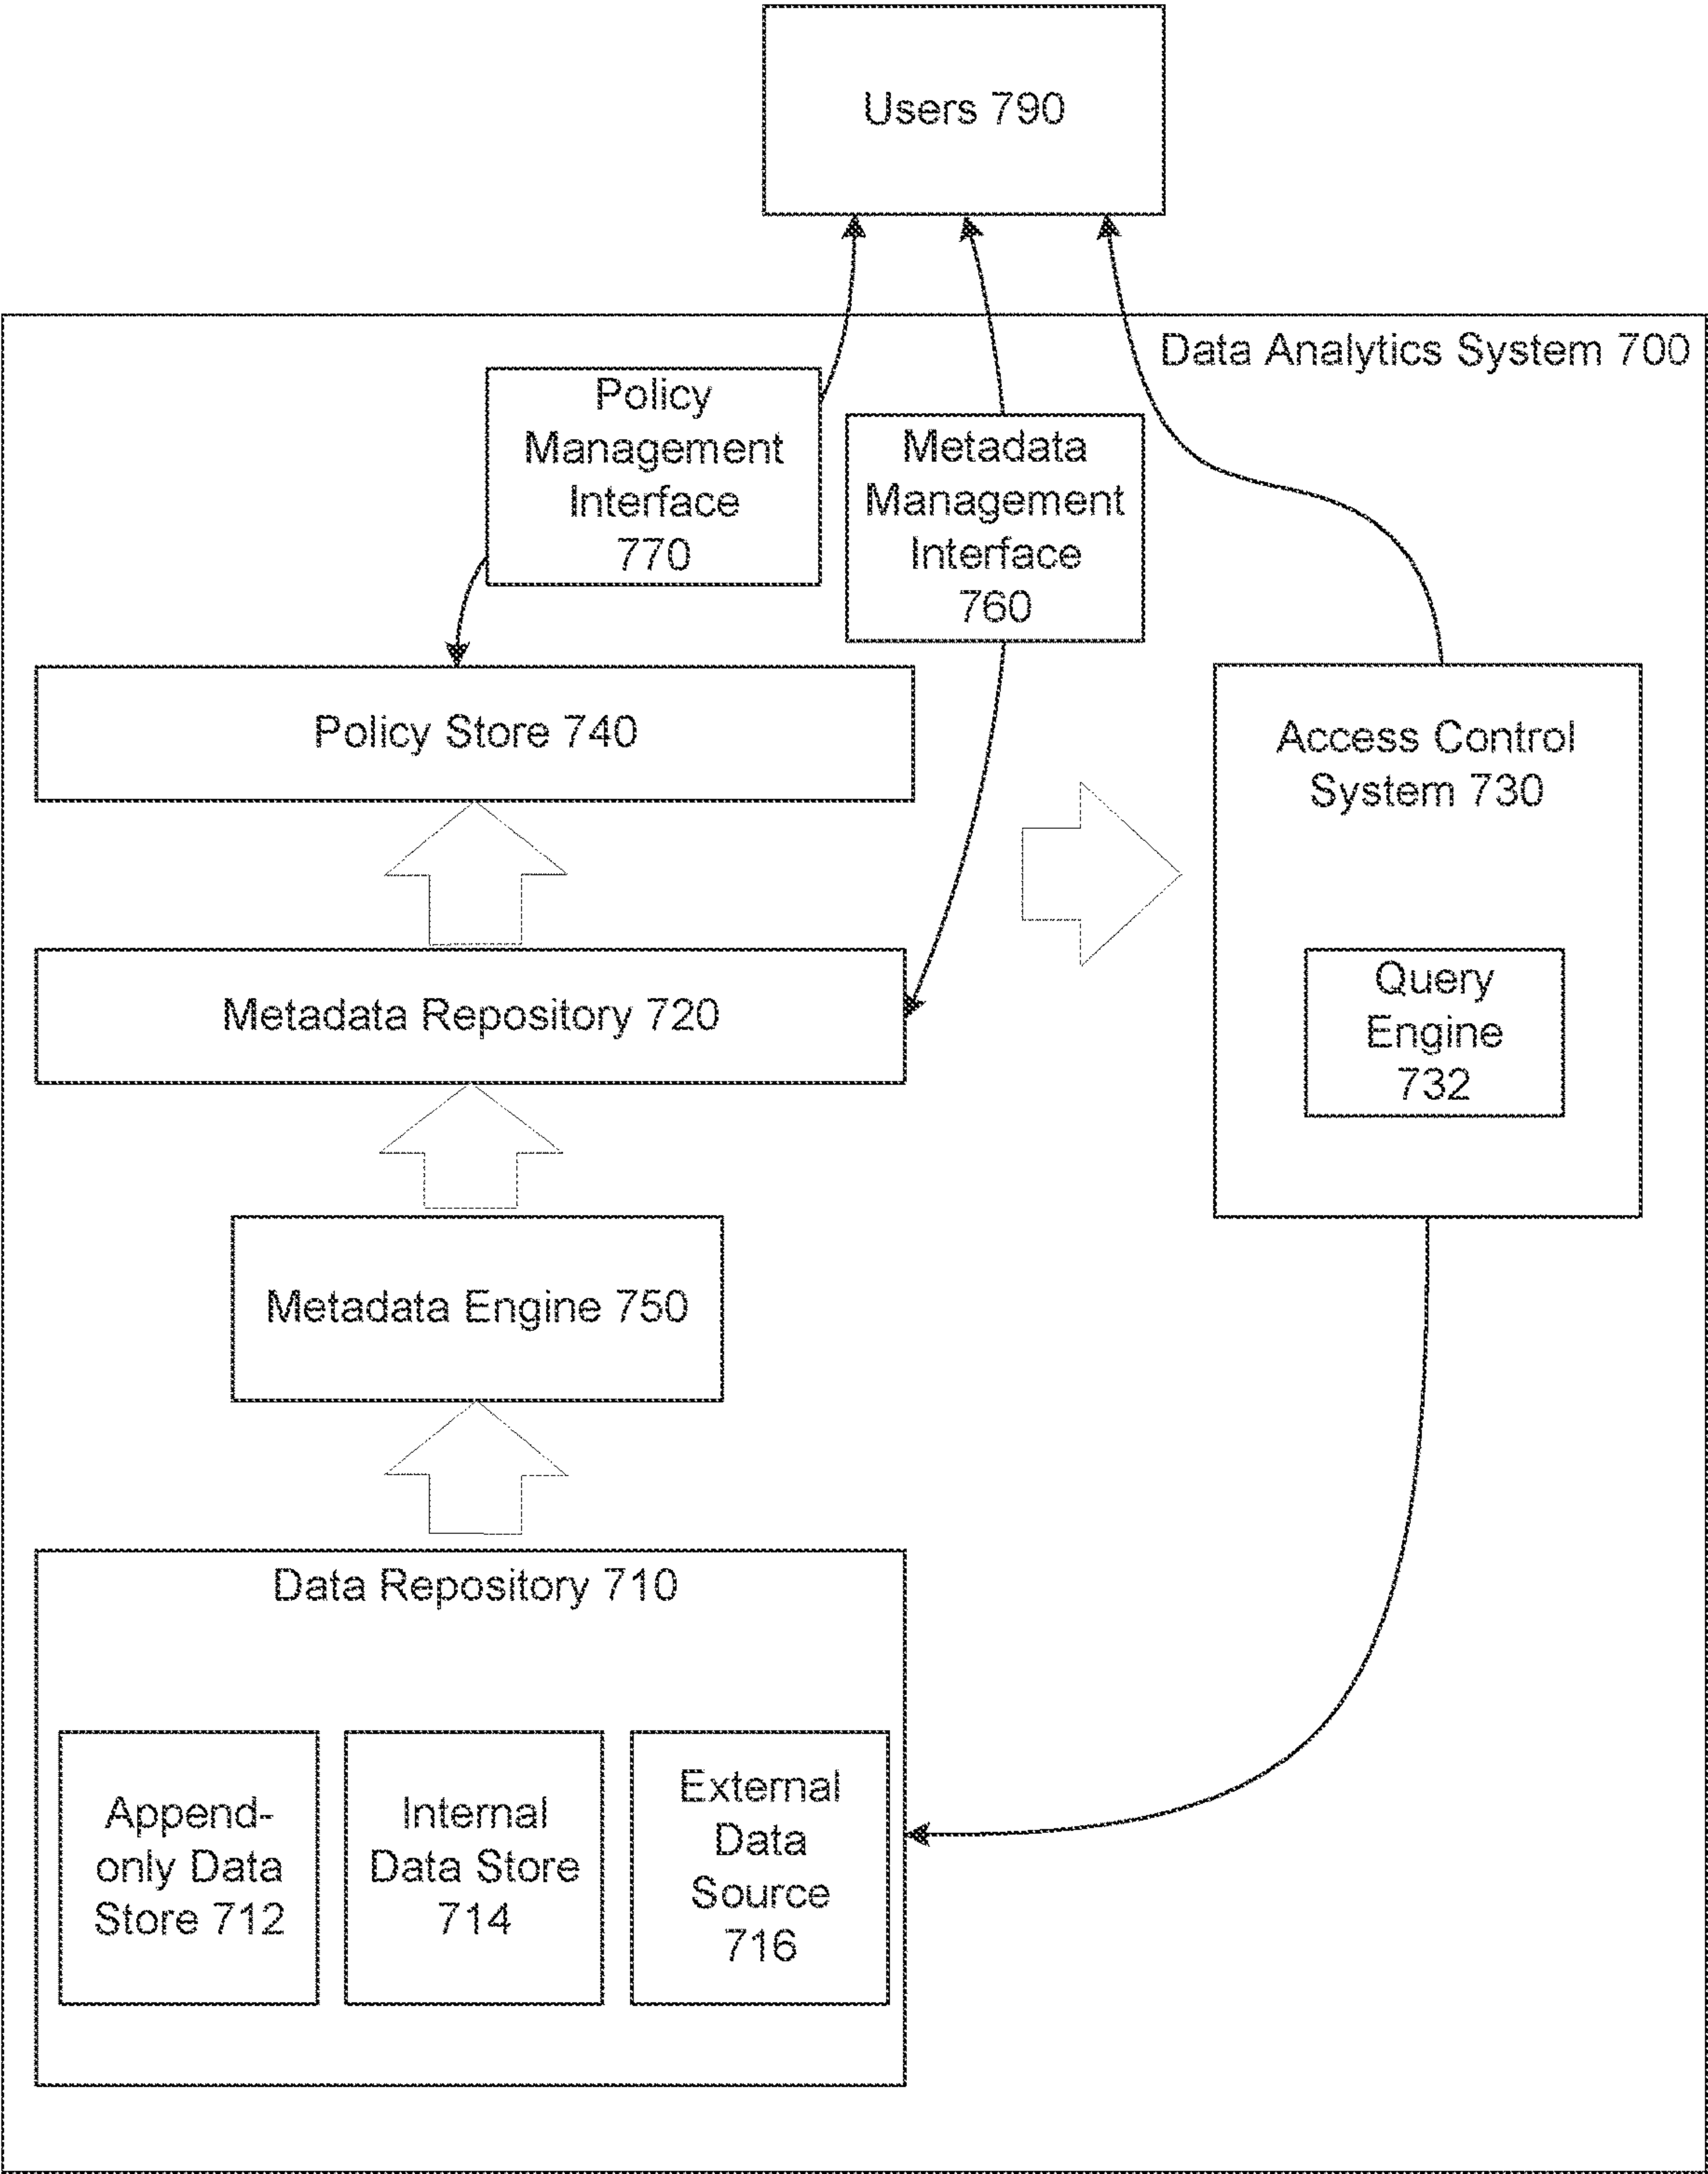 Users 790
Data Analytics System 700
Policy
Management
Interface
770
Metadata
Management
Interface
760
Policy Store 740
Access Control
System 730
Metadata Repository 720
Query
Engine
732
Metadata Engine 750
Data Repository 710
Append-
only Data
Store 712
Internal
Data Store
714
External
Data
Source
716